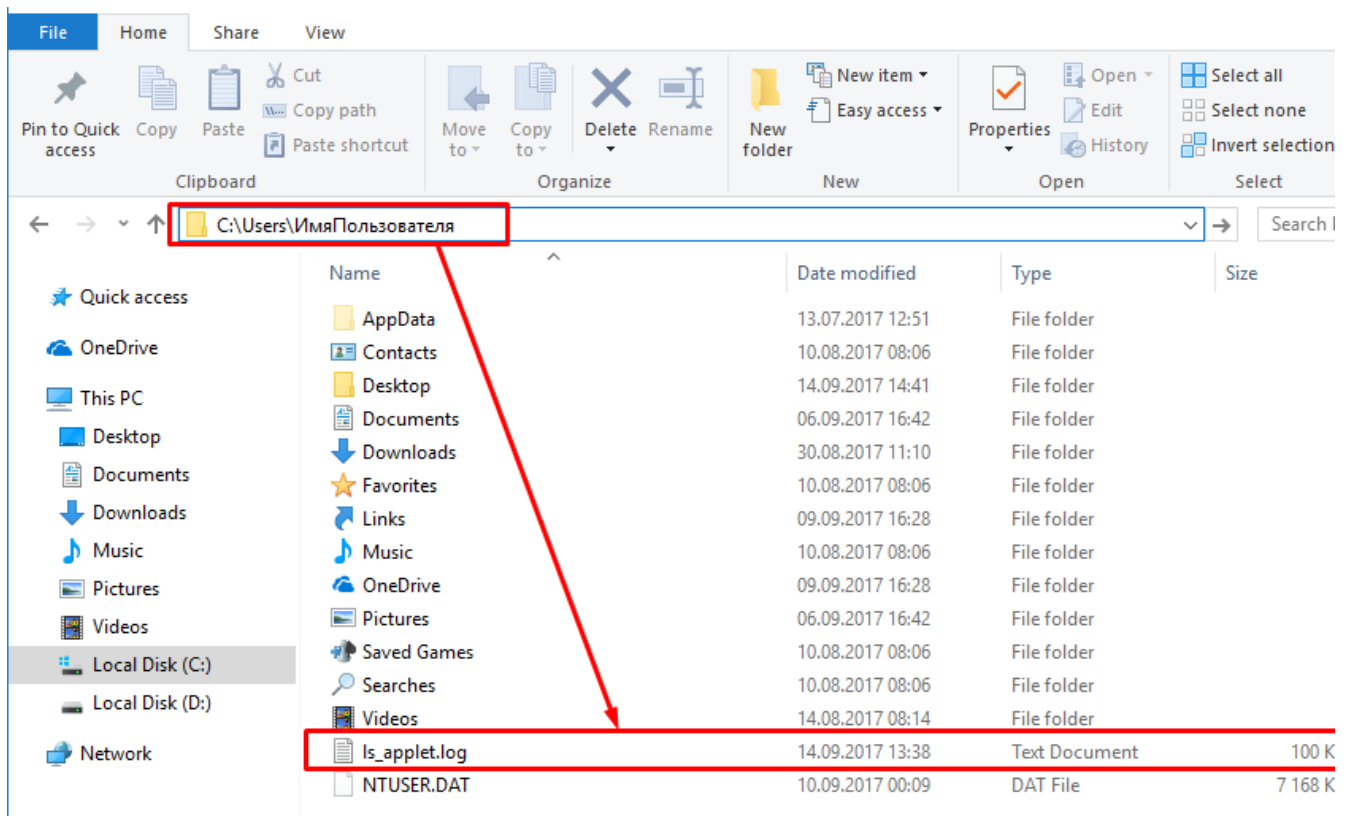 File Home Share View
Pin to Quick access
Copy
Paste
Cut
Copy path
Paste shortcut
Clipboard
Move to
Copy to
Delete
Rename
Organize
New folder
New item
Easy access
New
Properties
Open
Edit
History
Open
Select all
Select none
Invert selection
Select
C:\Users\ИмяПользователя
Search
Quick access
OneDrive
This PC
Desktop
Documents
Downloads
Music
Pictures
Videos
Local Disk (C:)
Local Disk (D:)
Network
Name Date modified Type Size
AppData 13.07.2017 12:51 File folder
Contacts 10.08.2017 08:06 File folder
Desktop 14.09.2017 14:41 File folder
Documents 06.09.2017 16:42 File folder
Downloads 30.08.2017 11:10 File folder
Favorites 10.08.2017 08:06 File folder
Links 09.09.2017 16:28 File folder
Music 10.08.2017 08:06 File folder
OneDrive 09.09.2017 16:28 File folder
Pictures 06.09.2017 16:42 File folder
Saved Games 10.08.2017 08:06 File folder
Searches 10.08.2017 08:06 File folder
Videos 14.08.2017 08:14 File folder
ls_applet.log 14.09.2017 13:38 Text Document 100 K
NTUSER.DAT 10.09.2017 00:09 DAT File 7 168 K